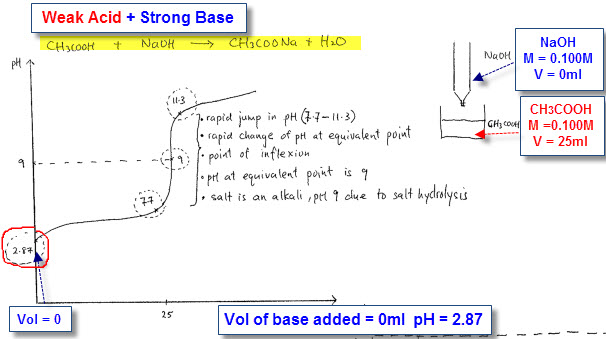 Weak Acid + Strong Base
CH3COOH + NaOH → CH3COONa + H2O
pH
11.3
• rapid jump in pH (7.7-11.3)
• rapid change of pH at equivalent point
• point of inflexion
• pH at equivalent point is 9
• salt is an alkali, pH 9 due to salt hydrolysis
9
9
7.7
2.87
25
Vol = 0
Vol of base added = 0ml pH = 2.87
NaOH
NaOH
M = 0.100M
V = 0ml
CH3COOH
CH3COOH
M =0.100M
V = 25ml